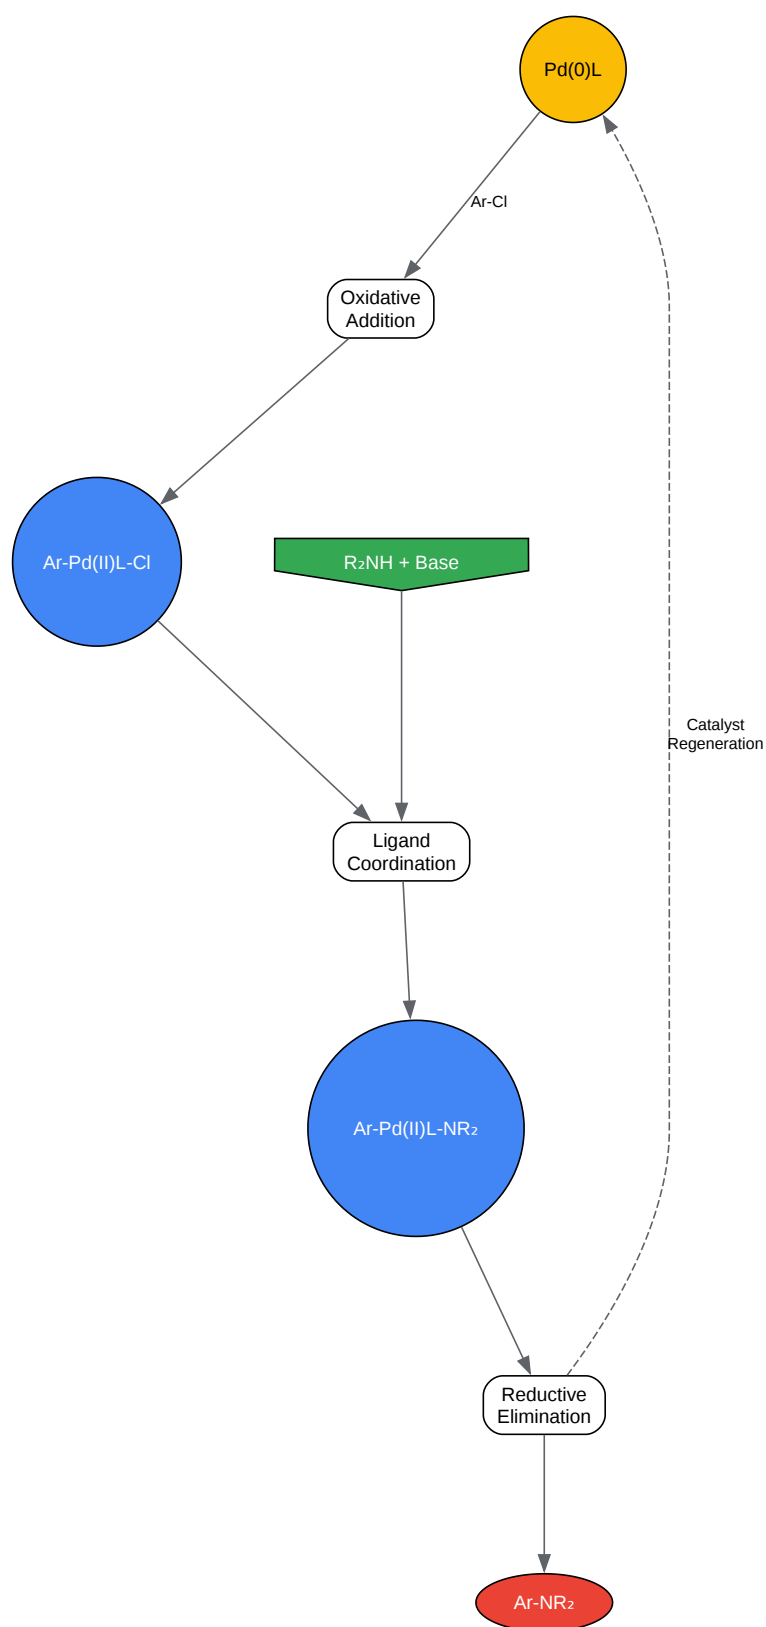 Pd(0)L
Ar-Cl
Oxidative
Addition
Ar-Pd(II)L-Cl
R₂NH + Base
Catalyst
Regeneration
Ligand
Coordination
Ar-Pd(II)L-NR₂
Reductive
Elimination
Ar-NR₂